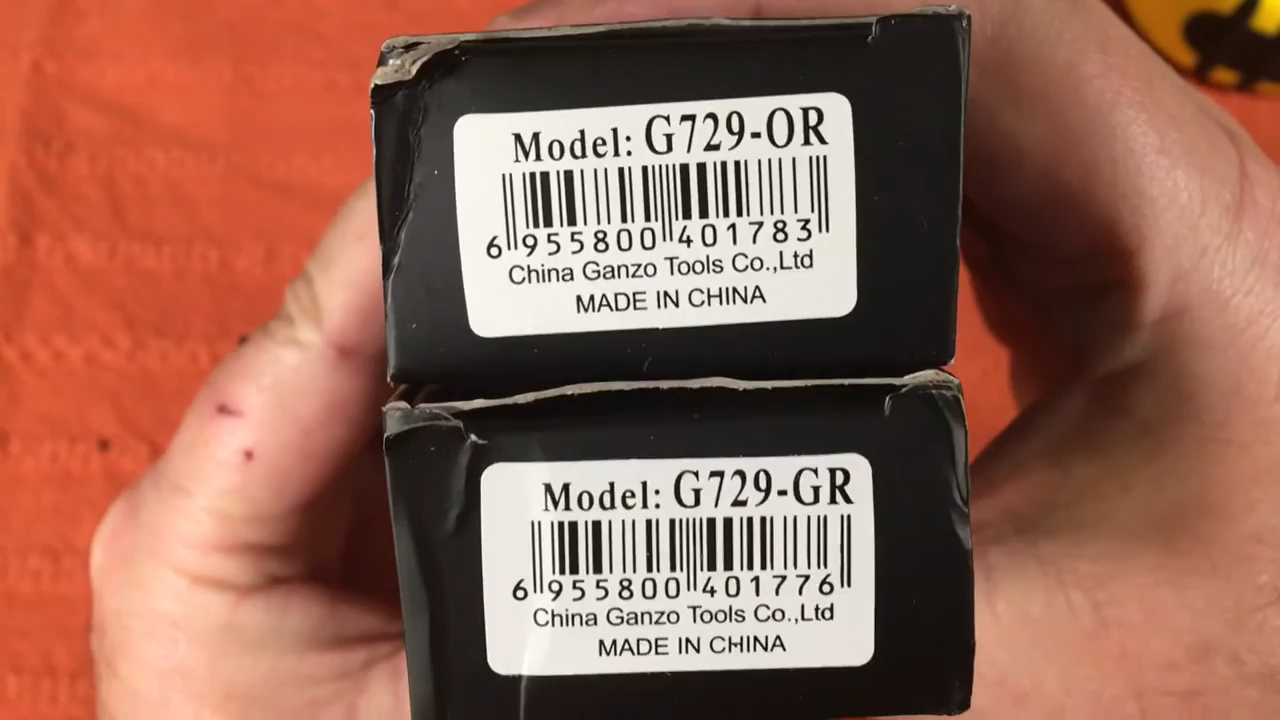 Model: G729-OR
6 955800 401783
China Ganzo Tools Co.,Ltd
MADE IN CHINA
Model: G729-GR
6 955800 401776
China Ganzo Tools Co.,Ltd
MADE IN CHINA